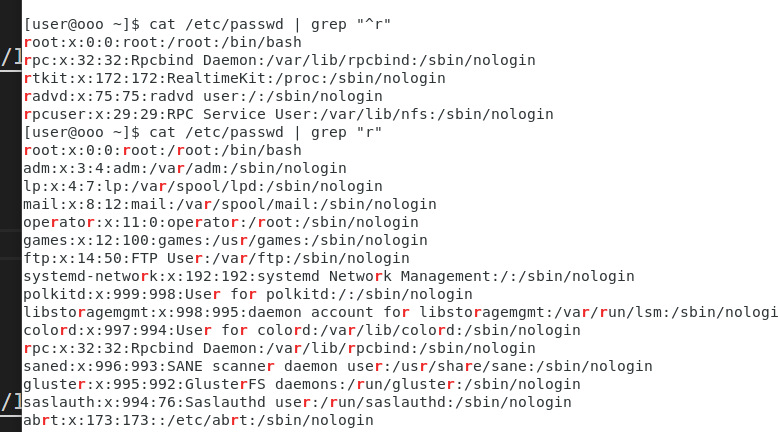 [user@ooo ~]$ cat /etc/passwd | grep "^r"
root:x:0:0:root:/root:/bin/bash
rpc:x:32:32:Rpcbind Daemon:/var/lib/rpcbind:/sbin/nologin
rtkit:x:172:172:RealtimeKit:/proc:/sbin/nologin
radvd:x:75:75:radvd user:/:/sbin/nologin
rpcuser:x:29:29:RPC Service User:/var/lib/nfs:/sbin/nologin
[user@ooo ~]$ cat /etc/passwd | grep "r"
root:x:0:0:root:/root:/bin/bash
adm:x:3:4:adm:/var/adm:/sbin/nologin
lp:x:4:7:lp:/var/spool/lpd:/sbin/nologin
mail:x:8:12:mail:/var/spool/mail:/sbin/nologin
operator:x:11:0:operator:/root:/sbin/nologin
games:x:12:100:games:/usr/games:/sbin/nologin
ftp:x:14:50:FTP User:/var/ftp:/sbin/nologin
systemd-network:x:192:192:systemd Network Management:/:/sbin/nologin
polkitd:x:999:998:User for polkitd:/:/sbin/nologin
libstoragemgmt:x:998:995:daemon account for libstoragemgmt:/var/run/lsm:/sbin/nologi
colord:x:997:994:User for colord:/var/lib/colord:/sbin/nologin
rpc:x:32:32:Rpcbind Daemon:/var/lib/rpcbind:/sbin/nologin
saned:x:996:993:SANE scanner daemon user:/usr/share/sane:/sbin/nologin
gluster:x:995:992:GlusterFS daemons:/run/gluster:/sbin/nologin
saslauth:x:994:76:Saslauthd user:/run/saslauthd:/sbin/nologin
abrt:x:173:173::/etc/abrt:/sbin/nologin